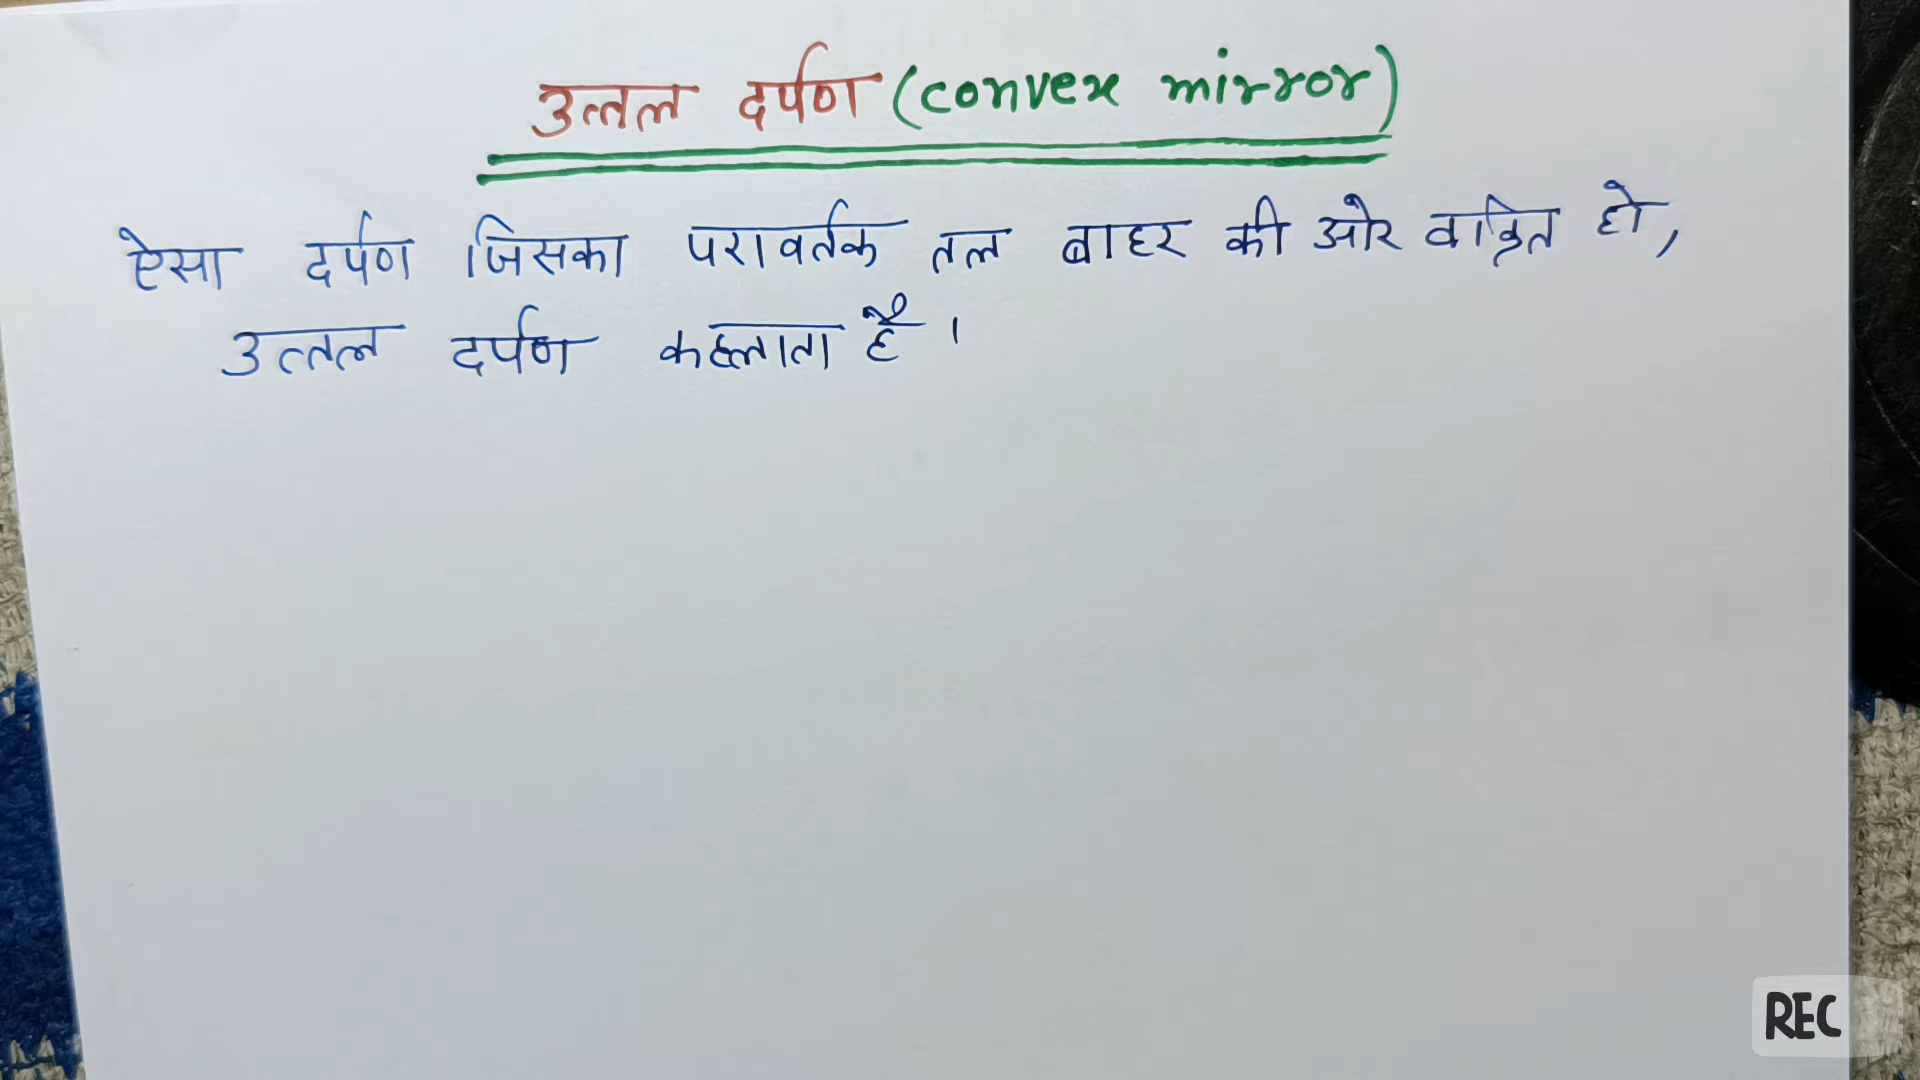 उत्तल दर्पण (convex mirror)
ऐसा दर्पण जिसका परावर्तक तल बाहर की ओर वक्रित हो,
उत्तल दर्पण कहलाता है।
REC